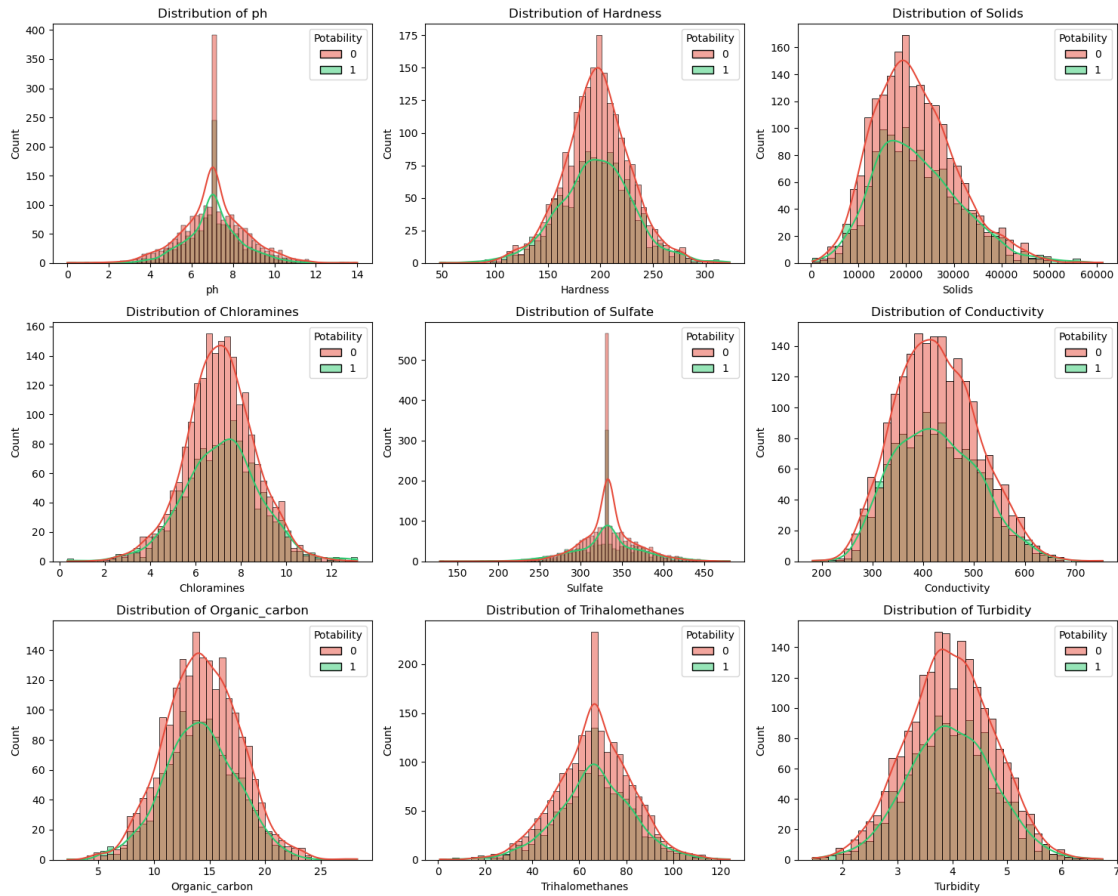 Distribution of ph
Potability
0
1
Count
400
350
300
250
200
150
100
50
0
0 2 4 6 8 10 12 14
ph
Distribution of Hardness
Potability
0
1
Count
175
150
125
100
75
50
25
0
50 100 150 200 250 300
Hardness
Distribution of Solids
Potability
0
1
Count
160
140
120
100
80
60
40
20
0
0 10000 20000 30000 40000 50000 60000
Solids
Distribution of Chloramines
Potability
0
1
Count
160
140
120
100
80
60
40
20
0
0 2 4 6 8 10 12
Chloramines
Distribution of Sulfate
Potability
0
1
Count
500
400
300
200
100
0
150 200 250 300 350 400 450
Sulfate
Distribution of Conductivity
Potability
0
1
Count
140
120
100
80
60
40
20
0
200 300 400 500 600 700
Conductivity
Distribution of Organic_carbon
Potability
0
1
Count
140
120
100
80
60
40
20
0
5 10 15 20 25
Organic_carbon
Distribution of Trihalomethanes
Potability
0
1
Count
200
150
100
50
0
0 20 40 60 80 100 120
Trihalomethanes
Distribution of Turbidity
Potability
0
1
Count
140
120
100
80
60
40
20
0
2 3 4 5 6 7
Turbidity